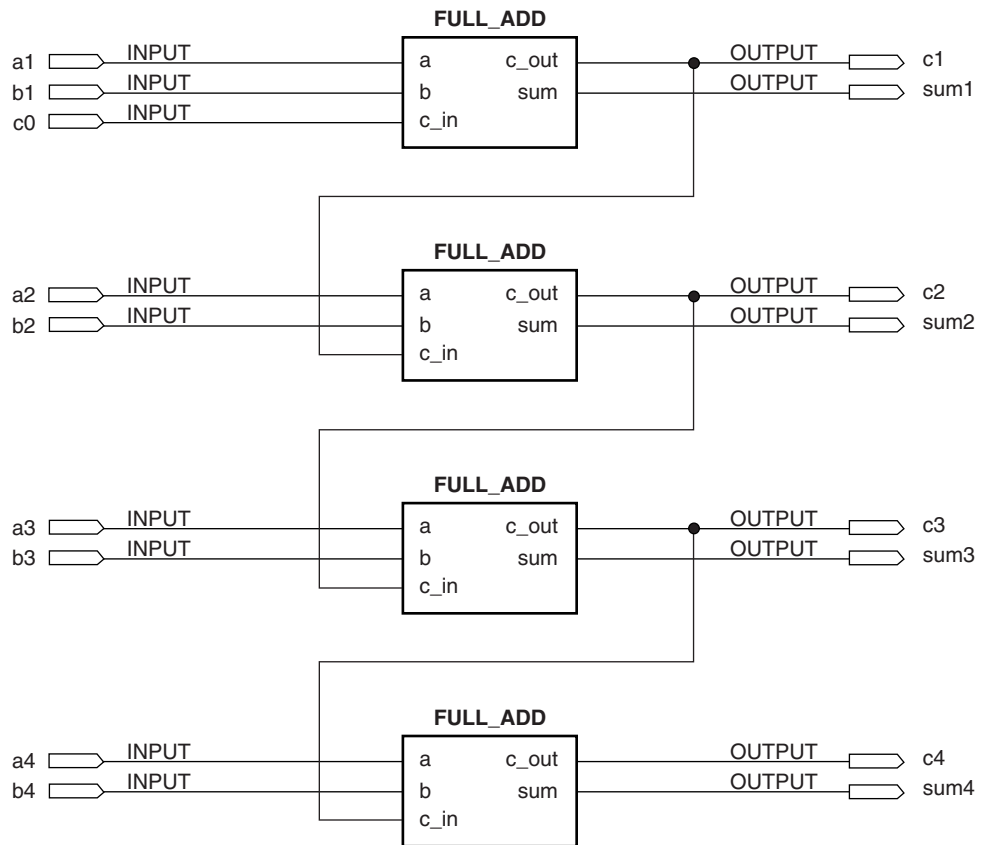 FULL_ADD
a1 INPUT a c_out OUTPUT c1
b1 INPUT b sum OUTPUT sum1
c0 INPUT c_in
FULL_ADD
a2 INPUT a c_out OUTPUT c2
b2 INPUT b sum OUTPUT sum2
c_in
FULL_ADD
a3 INPUT a c_out OUTPUT c3
b3 INPUT b sum OUTPUT sum3
c_in
FULL_ADD
a4 INPUT a c_out OUTPUT c4
b4 INPUT b sum OUTPUT sum4
c_in